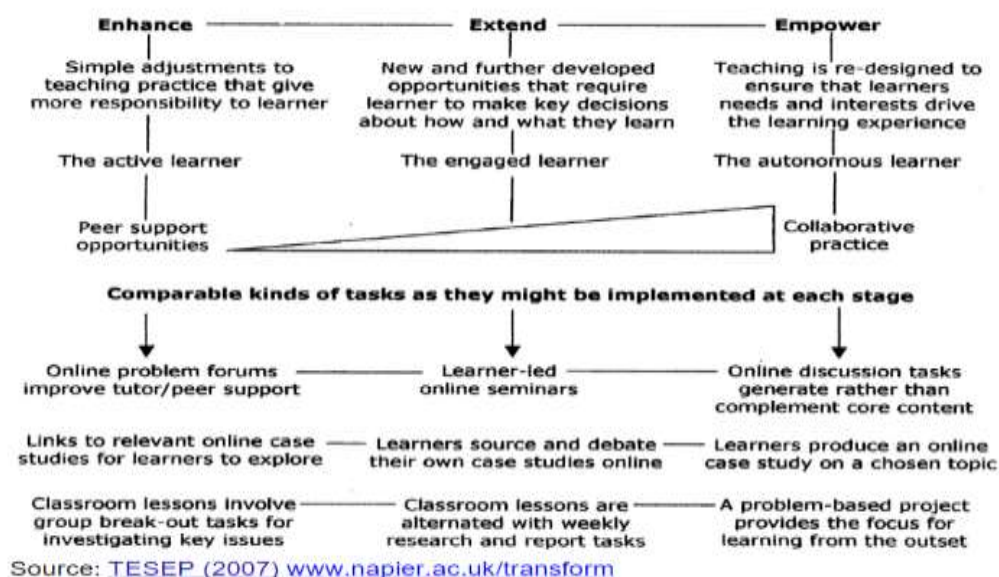 Enhance Extend Empower
Simple adjustments to
teaching practice that give
more responsibility to learner
New and further developed
opportunities that require
learner to make key decisions
about how and what they learn
Teaching is re-designed to
ensure that learners
needs and interests drive
the learning experience
The active learner
The engaged learner
The autonomous learner
Peer support
opportunities
Collaborative
practice
Comparable kinds of tasks as they might be implemented at each stage
Online problem forums
improve tutor/peer support
Learner-led
online seminars
Online discussion tasks
generate rather than
complement core content
Links to relevant online case
studies for learners to explore
Learners source and debate
their own case studies online
Learners produce an online
case study on a chosen topic
Classroom lessons involve
group break-out tasks for
investigating key issues
Classroom lessons are
alternated with weekly
research and report tasks
A problem-based project
provides the focus for
learning from the outset
Source: TESEP (2007) www.napier.ac.uk/transform